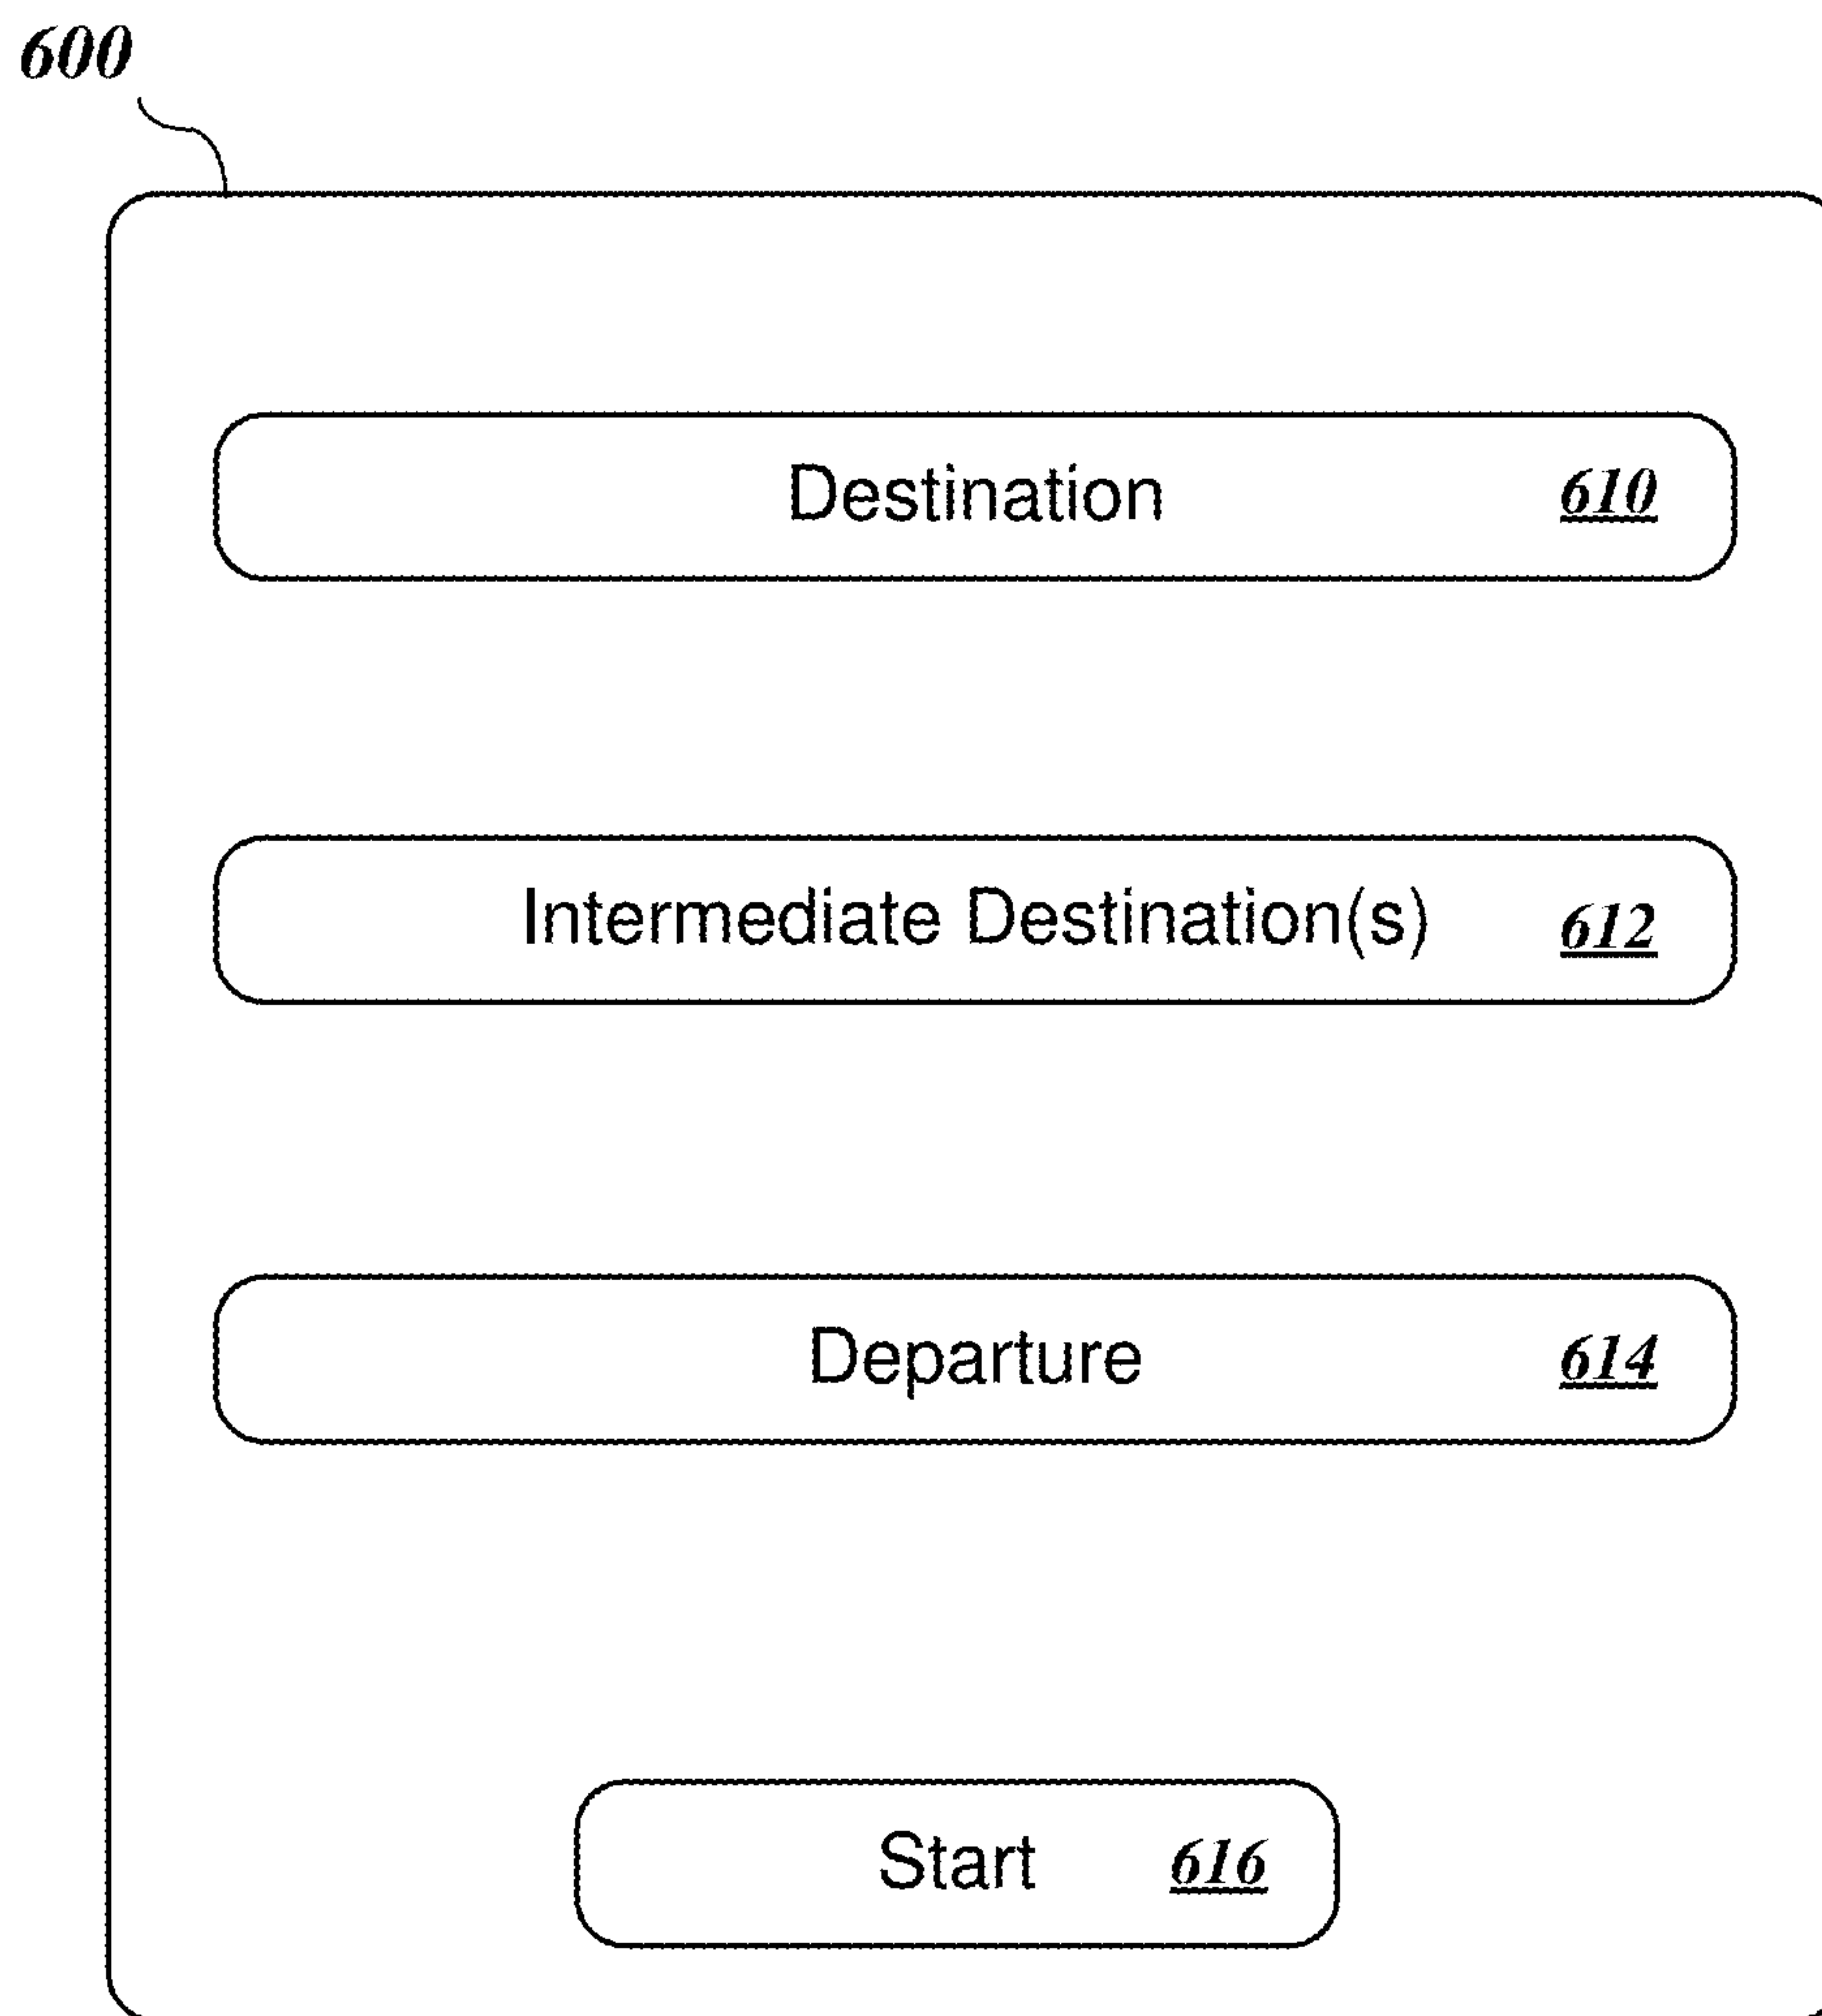 600
Destination 610
Intermediate Destination(s) 612
Departure 614
Start 616